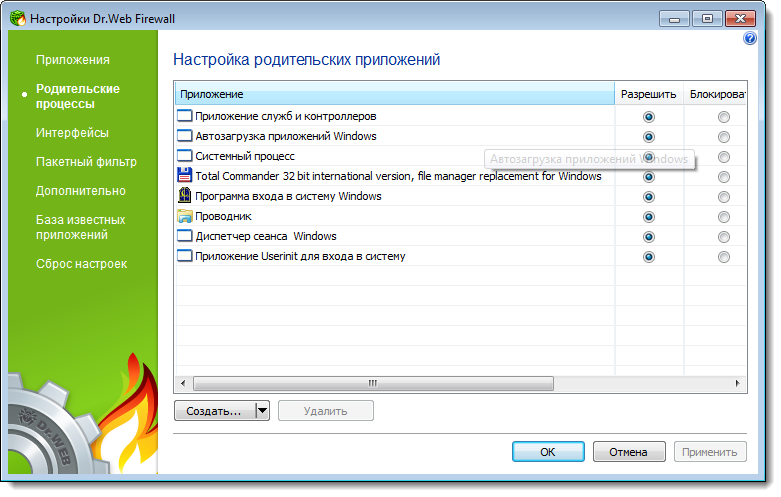 Настройки Dr.Web Firewall
Приложения
Родительские
процессы
Интерфейсы
Пакетный фильтр
Дополнительно
База известных
приложений
Сброс настроек
Dr.WEB
Настройка родительских приложений
Приложение Разрешить Блокироват
Приложение служб и контроллеров
Автозагрузка приложений Windows
Системный процесс
Автозагрузка приложений Windows
Total Commander 32 bit international version, file manager replacement for Windows
Программа входа в систему Windows
Проводник
Диспетчер сеанса Windows
Приложение Userinit для входа в систему
Создать... Удалить
OK Отмена Применить